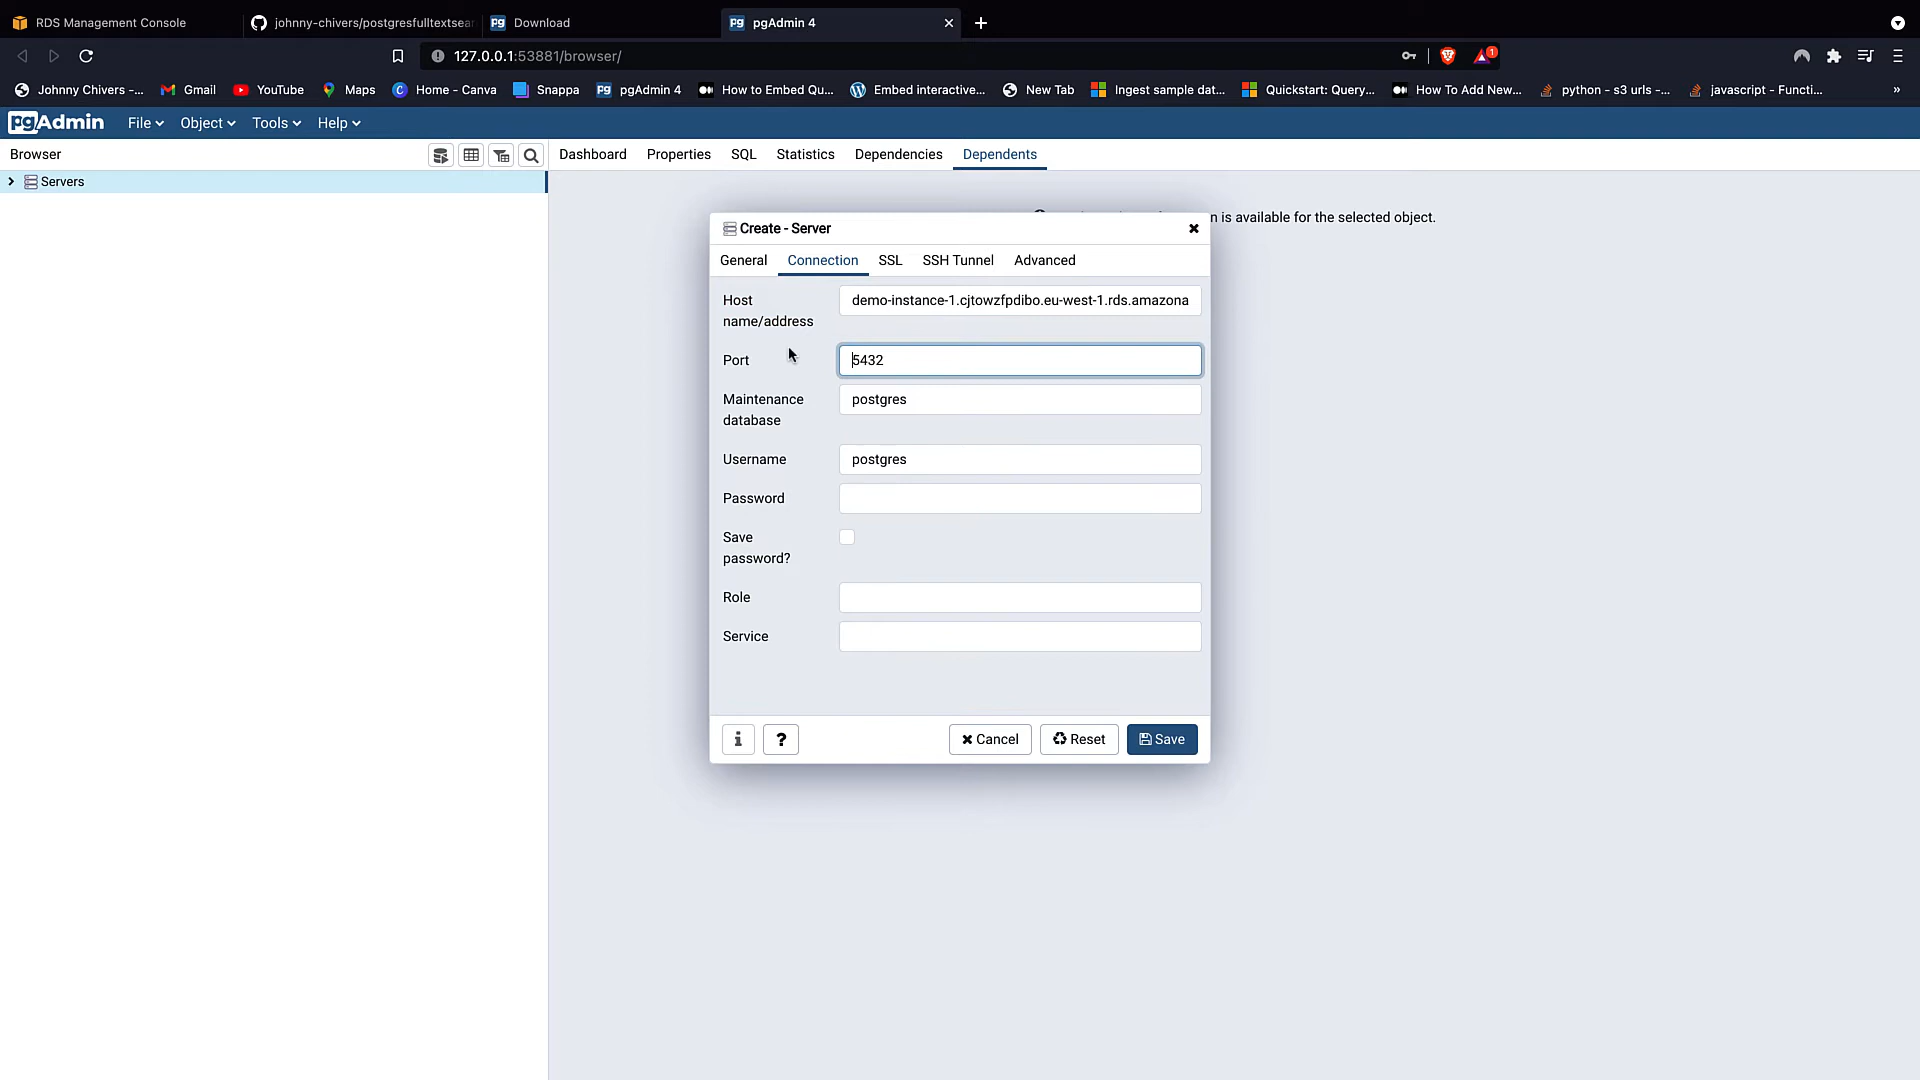 RDS Management Console
johnny-chivers/postgresfulltextsear
Download
pgAdmin 4
127.0.0.1:53881/browser/
1
Johnny Chivers -...
Gmail
YouTube
Maps
Home - Canva
Snappa
pgAdmin 4
How to Embed Qu...
Embed interactive...
New Tab
Ingest sample dat...
Quickstart: Query...
How To Add New...
python - s3 urls -...
javascript - Functi...
»
pgAdmin
File
Object
Tools
Help
Browser
Dashboard
Properties
SQL
Statistics
Dependencies
Dependents
Servers
n is available for the selected object.
Create - Server
General
Connection
SSL
SSH Tunnel
Advanced
Host
name/address
demo-instance-1.cjtowzfpdibo.eu-west-1.rds.amazona
Port
5432
Maintenance
database
postgres
Username
postgres
Password
Save
password?
Role
Service
i
?
Cancel
Reset
Save